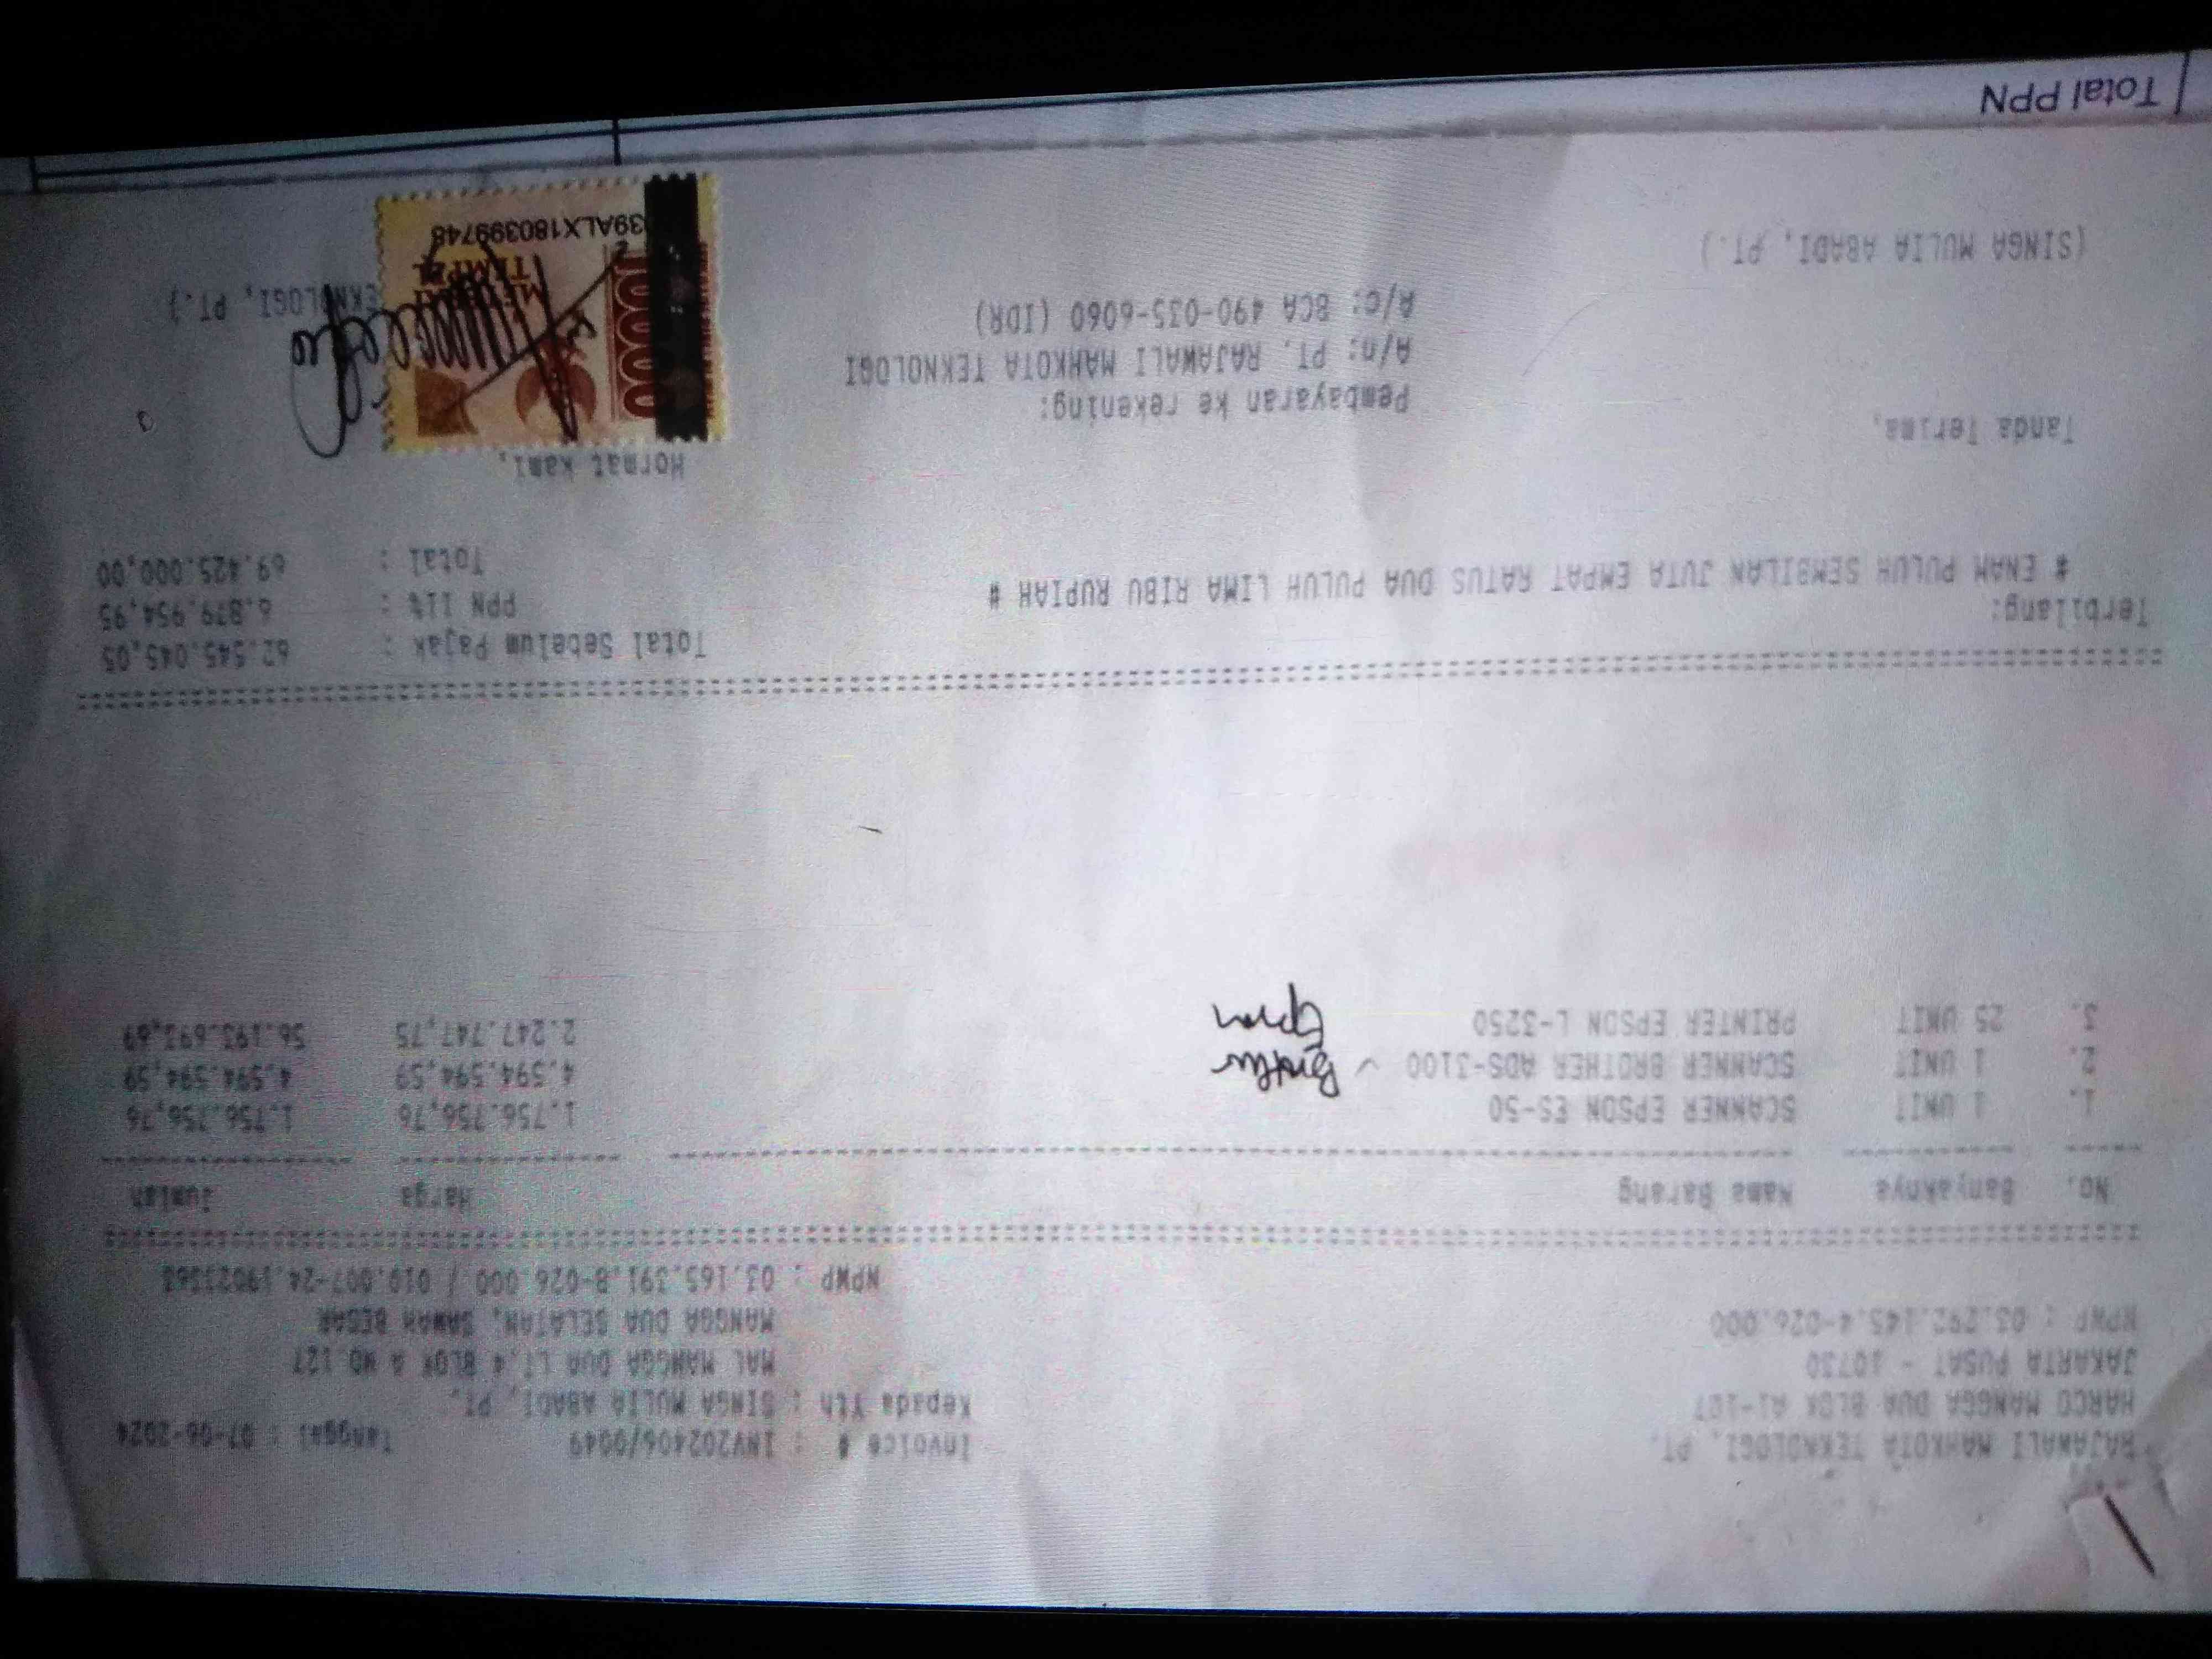 RAJAWALI MAHKOTA TEKNOLOGI, PT.
HARCO MANGGA DUA BLOK A1-107
JAKARTA PUSAT - 10730
NPWP : 03.292.145.4-026.000
Invoice # : INV202406/0049 Tanggal : 07-06-2024
Kepada Yth : SINGA MULIA ABADI, PT.
MAL MANGGA DUA LT.4 BLOK A NO.127
MANGGA DUA SELATAN, SAWAH BESAR
NPWP : 03.165.391.8-026.000 / 010.007-24.
No. Banyaknya Nama Barang Harga Jumlah
1. 1 UNIT SCANNER EPSON ES-50 1.756.756,76 1.756.756,76
2. 1 UNIT SCANNER BROTHER ADS-3100 ✓ Brother 4.594.594,59 4.594.594,59
3. 25 UNIT PRINTER EPSON L-3250 Epson 2.247.747,75 56.193.693,69
Terbilang:
# ENAM PULUH SEMBILAN JUTA EMPAT RATUS DUA PULUH LIMA RIBU RUPIAH #
Total Sebelum Pajak : 62.545.045,05
PPN 11% : 6.879.954,95
Total : 69.425.000,00
Tanda Terima,
(SINGA MULIA ABADI, PT.)
Pembayaran ke rekening:
A/n: PT. RAJAWALI MAHKOTA TEKNOLOGI
A/c: BCA 490-035-6060 (IDR)
Hormat kami,
10000
METERAI
TEMPEL
39ALX180399748
EKNOLOGI, PT.)
Total PPN